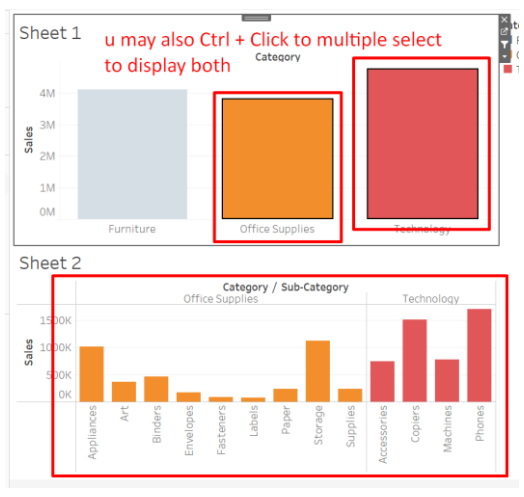 Sheet 1
u may also Ctrl + Click to multiple select
to display both
Category
Sales
4M
3M
2M
1M
0M
Furniture
Office Supplies
Technology
Sheet 2
Category / Sub-Category
Office Supplies
Technology
Sales
1500K
1000K
500K
0K
Appliances
Art
Binders
Envelopes
Fasteners
Labels
Paper
Storage
Supplies
Accessories
Copiers
Machines
Phones